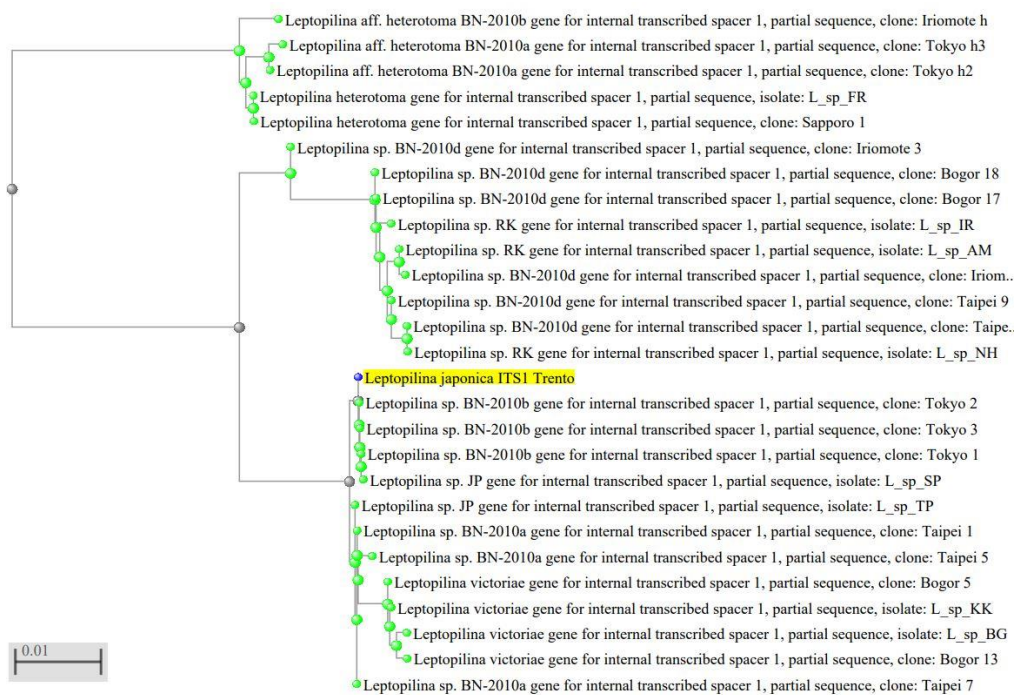 Leptopilina aff. heterotoma BN-2010b gene for internal transcribed spacer 1, partial sequence, clone: Iriomote h
Leptopilina aff. heterotoma BN-2010a gene for internal transcribed spacer 1, partial sequence, clone: Tokyo h3
Leptopilina aff. heterotoma BN-2010a gene for internal transcribed spacer 1, partial sequence, clone: Tokyo h2
Leptopilina heterotoma gene for internal transcribed spacer 1, partial sequence, isolate: L_sp_FR
Leptopilina heterotoma gene for internal transcribed spacer 1, partial sequence, clone: Sapporo 1
Leptopilina sp. BN-2010d gene for internal transcribed spacer 1, partial sequence, clone: Iriomote 3
Leptopilina sp. BN-2010d gene for internal transcribed spacer 1, partial sequence, clone: Bogor 18
Leptopilina sp. BN-2010d gene for internal transcribed spacer 1, partial sequence, clone: Bogor 17
Leptopilina sp. RK gene for internal transcribed spacer 1, partial sequence, isolate: L_sp_IR
Leptopilina sp. RK gene for internal transcribed spacer 1, partial sequence, isolate: L_sp_AM
Leptopilina sp. BN-2010d gene for internal transcribed spacer 1, partial sequence, clone: Iriom...
Leptopilina sp. BN-2010d gene for internal transcribed spacer 1, partial sequence, clone: Taipei 9
Leptopilina sp. BN-2010d gene for internal transcribed spacer 1, partial sequence, clone: Taipe..
Leptopilina sp. RK gene for internal transcribed spacer 1, partial sequence, isolate: L_sp_NH
Leptopilina japonica ITS1 Trento
Leptopilina sp. BN-2010b gene for internal transcribed spacer 1, partial sequence, clone: Tokyo 2
Leptopilina sp. BN-2010b gene for internal transcribed spacer 1, partial sequence, clone: Tokyo 3
Leptopilina sp. BN-2010b gene for internal transcribed spacer 1, partial sequence, clone: Tokyo 1
Leptopilina sp. JP gene for internal transcribed spacer 1, partial sequence, isolate: L_sp_SP
Leptopilina sp. JP gene for internal transcribed spacer 1, partial sequence, isolate: L_sp_TP
Leptopilina sp. BN-2010a gene for internal transcribed spacer 1, partial sequence, clone: Taipei 1
Leptopilina sp. BN-2010a gene for internal transcribed spacer 1, partial sequence, clone: Taipei 5
Leptopilina victoriae gene for internal transcribed spacer 1, partial sequence, clone: Bogor 5
Leptopilina victoriae gene for internal transcribed spacer 1, partial sequence, isolate: L_sp_KK
Leptopilina victoriae gene for internal transcribed spacer 1, partial sequence, isolate: L_sp_BG
Leptopilina victoriae gene for internal transcribed spacer 1, partial sequence, clone: Bogor 13
Leptopilina sp. BN-2010a gene for internal transcribed spacer 1, partial sequence, clone: Taipei 7
0.01